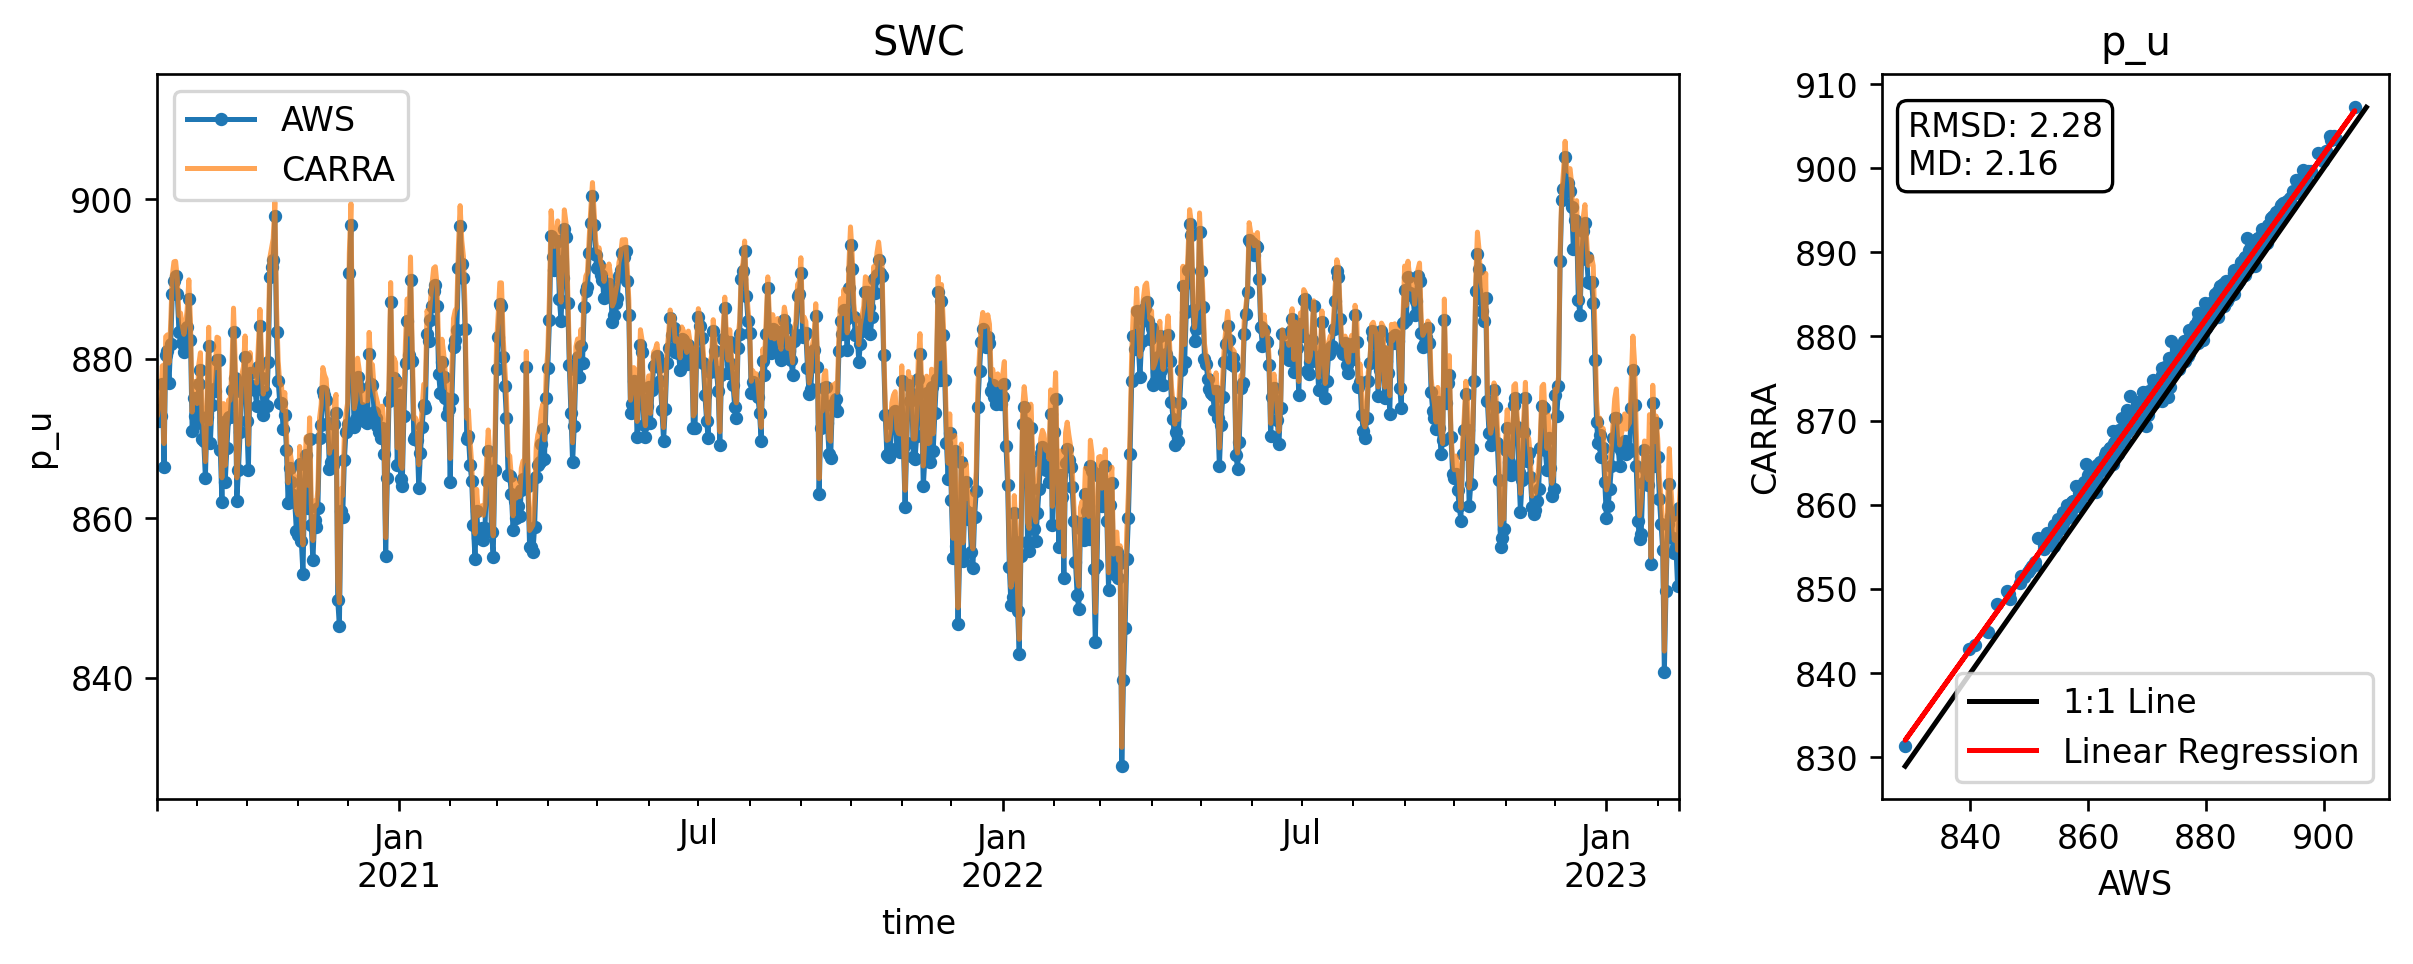 SWC
AWS
CARRA
900
880
860
840
p_u
Jan
2021
Jul
Jan
2022
Jul
Jan
2023
time
p_u
RMSD: 2.28
MD: 2.16
910
900
890
880
870
860
850
840
830
CARRA
1:1 Line
Linear Regression
840
860
880
900
AWS